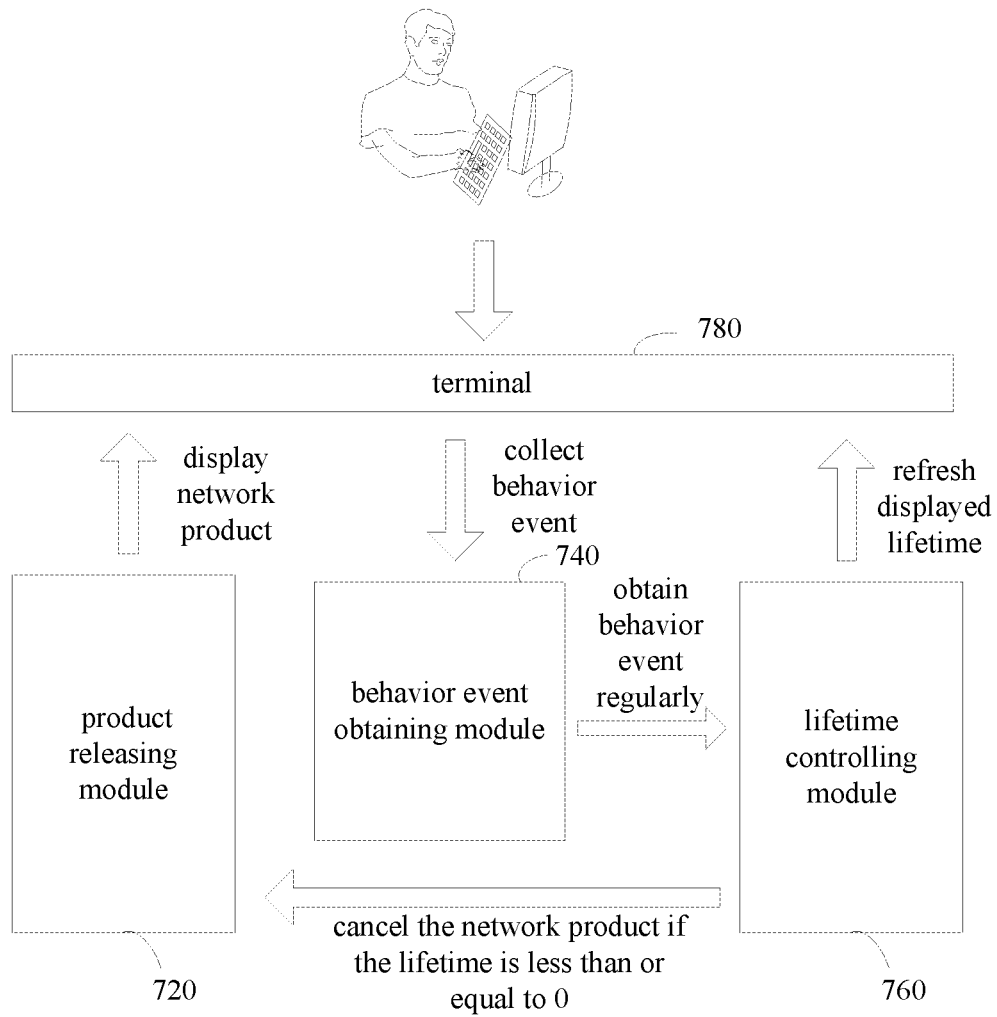 780
terminal
display
network
product
collect
behavior
event
refresh
displayed
lifetime
740
obtain
behavior
event
regularly
product
releasing
module
behavior event
obtaining module
lifetime
controlling
module
cancel the network product if
the lifetime is less than or
equal to 0
720
760